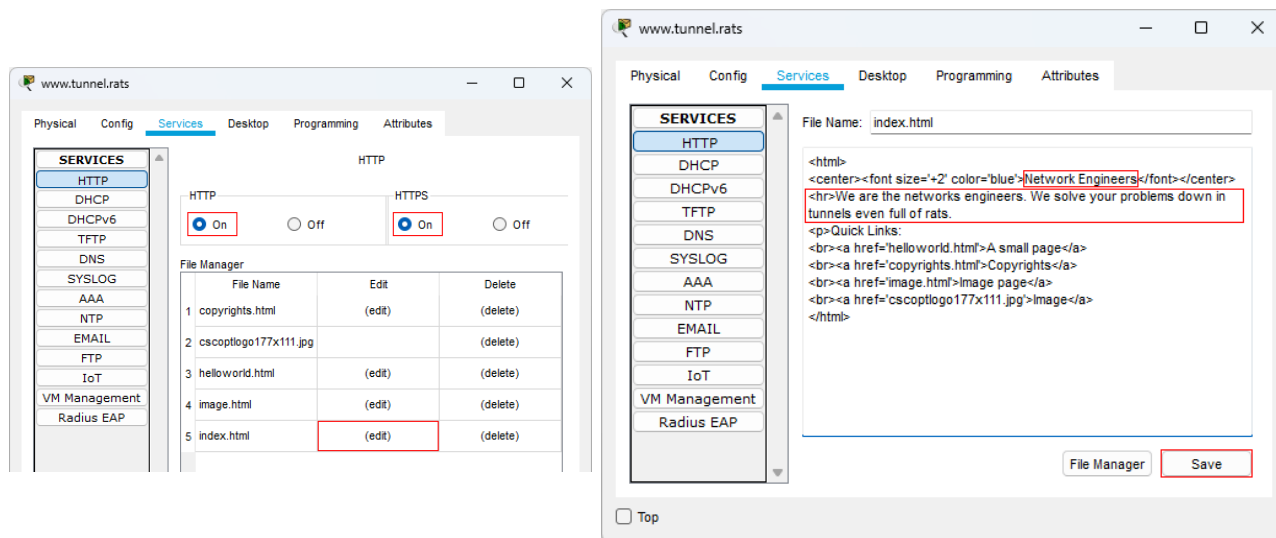 www.tunnel.rats
Physical Config Services Desktop Programming Attributes
SERVICES
HTTP
DHCP
DHCPv6
TFTP
DNS
SYSLOG
AAA
NTP
EMAIL
FTP
IoT
VM Management
Radius EAP
HTTP
HTTP HTTPS
On Off On Off
File Manager
File Name Edit Delete
1 copyrights.html (edit) (delete)
2 cscoptlogo177x111.jpg (delete)
3 helloworld.html (edit) (delete)
4 image.html (edit) (delete)
5 index.html (edit) (delete)
www.tunnel.rats
Physical Config Services Desktop Programming Attributes
SERVICES
HTTP
DHCP
DHCPv6
TFTP
DNS
SYSLOG
AAA
NTP
EMAIL
FTP
IoT
VM Management
Radius EAP
File Name: index.html
<html>
<center><font size='+2' color='blue'>Network Engineers</font></center>
<hr>We are the networks engineers. We solve your problems down in
tunnels even full of rats.
<p>Quick Links:
<br><a href='helloworld.html'>A small page</a>
<br><a href='copyrights.html'>Copyrights</a>
<br><a href='image.html'>Image page</a>
<br><a href='cscoptlogo177x111.jpg'>Image</a>
</html>
File Manager Save
Top